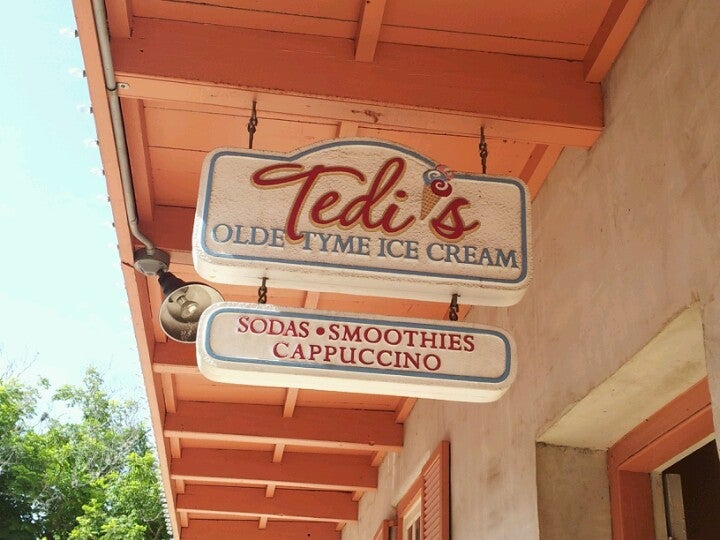 Tedi's
OLDE TYME ICE CREAM
SODAS • SMOOTHIES
CAPPUCCINO